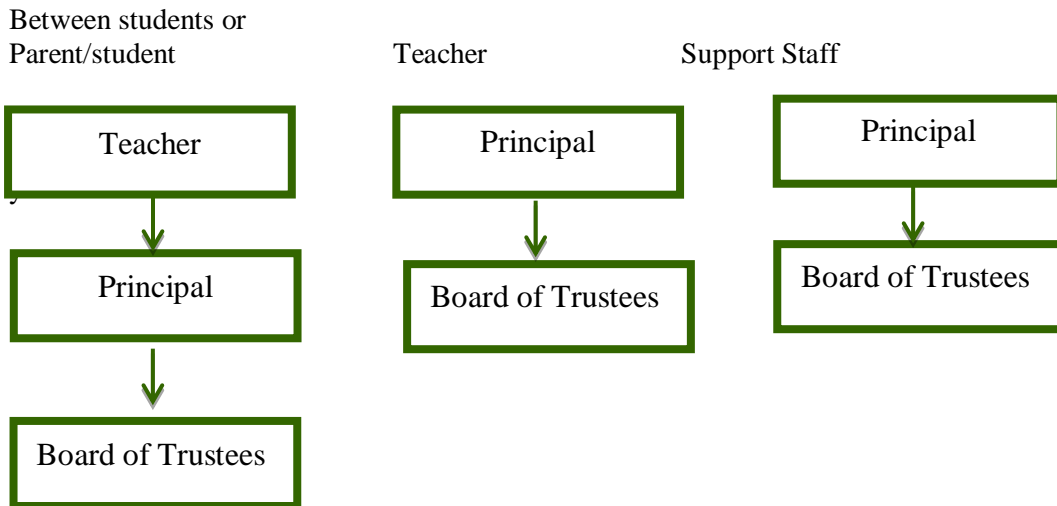 Between students or
Parent/student
Teacher
Support Staff
Teacher
Principal
Board of Trustees
Principal
Board of Trustees
Principal
Board of Trustees